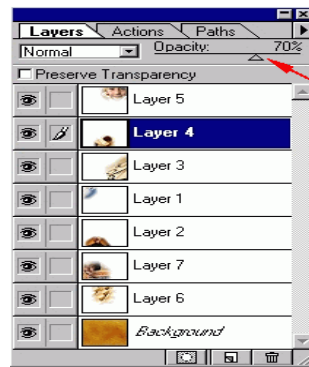 Layers Actions Paths
Normal Opacity: 70%
Preserve Transparency
Layer 5
Layer 4
Layer 3
Layer 1
Layer 2
Layer 7
Layer 6
Background